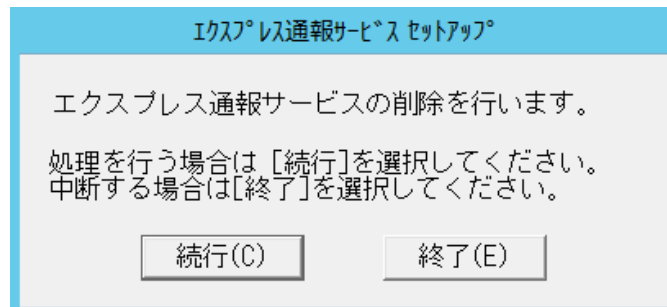 ｴｸｽﾌﾟﾚｽ通報ｻｰﾋﾞｽ ｾｯﾄｱｯﾌﾟ
エクスプレス通報サービスの削除を行います。
処理を行う場合は [続行]を選択してください。
中断する場合は[終了]を選択してください。
続行(C)
終了(E)